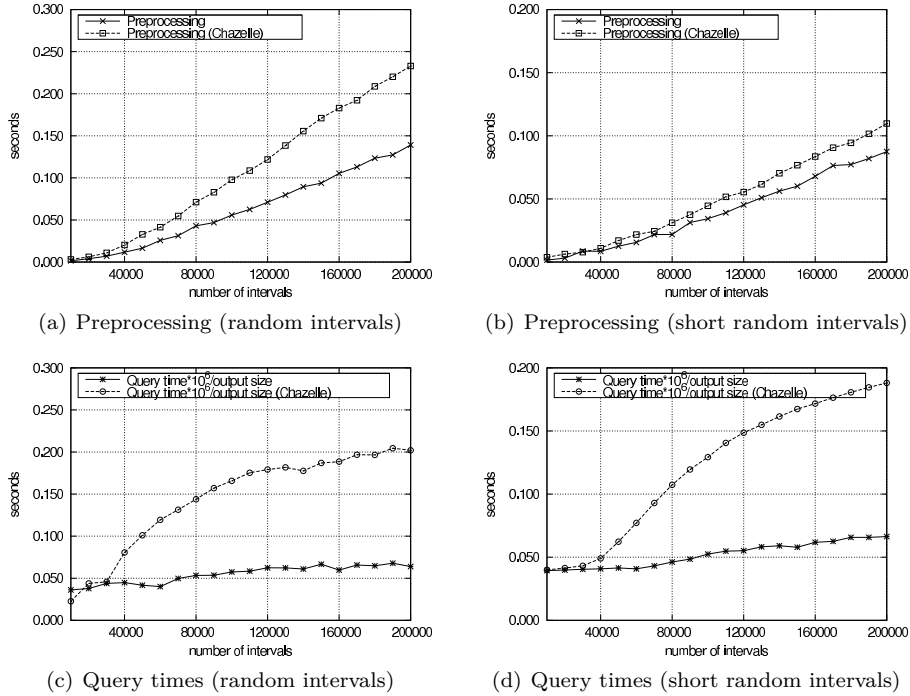 Preprocessing
Preprocessing (Chazelle)
0.300
0.250
0.200
0.150
0.100
0.050
0.000
seconds
40000 80000 120000 160000 200000
number of intervals
(a) Preprocessing (random intervals)
Preprocessing
Preprocessing (Chazelle)
0.200
0.150
0.100
0.050
0.000
seconds
40000 80000 120000 160000 200000
number of intervals
(b) Preprocessing (short random intervals)
Query time*10^6/output size
Query time*10^6/output size (Chazelle)
0.300
0.250
0.200
0.150
0.100
0.050
0.000
seconds
40000 80000 120000 160000 200000
number of intervals
(c) Query times (random intervals)
Query time*10^6/output size
Query time*10^6/output size (Chazelle)
0.200
0.150
0.100
0.050
0.000
seconds
40000 80000 120000 160000 200000
number of intervals
(d) Query times (short random intervals)